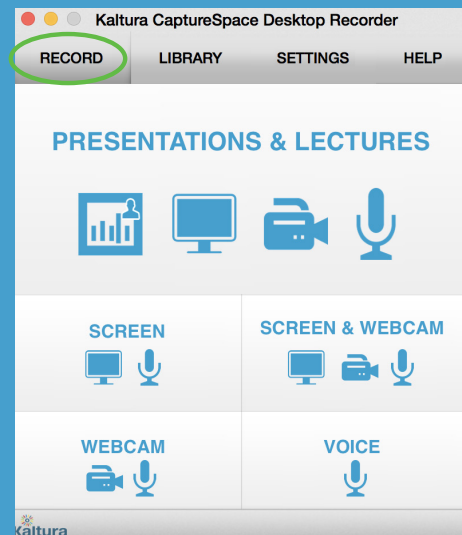 Kaltura CaptureSpace Desktop Recorder
RECORD LIBRARY SETTINGS HELP
PRESENTATIONS & LECTURES
SCREEN
SCREEN & WEBCAM
WEBCAM
VOICE
kaltura